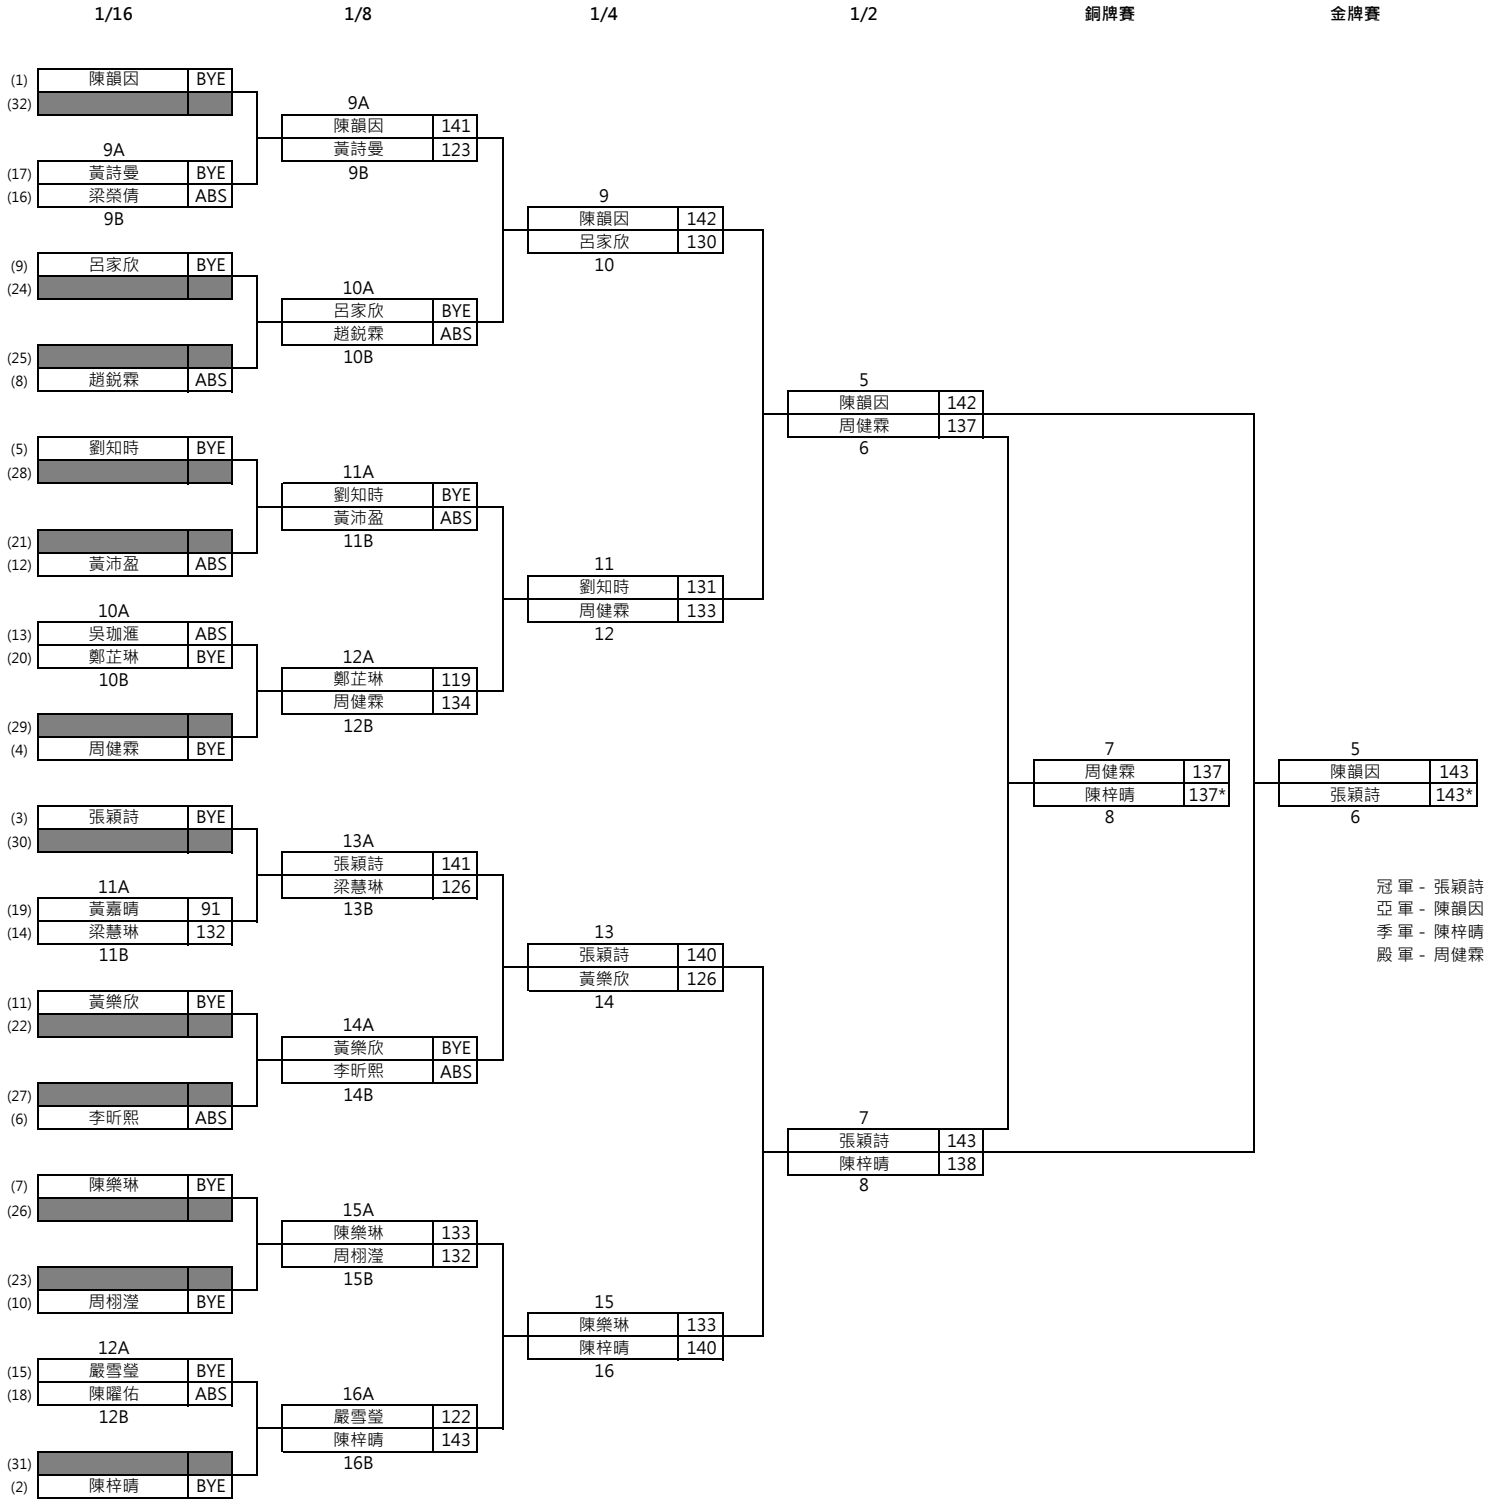 1/16 1/8 1/4 1/2 銅牌賽 金牌賽
(1) 陳韻因 BYE
(32)
9A
陳韻因 141
黃詩曼 123
9B
9A
(17) 黃詩曼 BYE
(16) 梁榮倩 ABS
9B
9
陳韻因 142
呂家欣 130
10
(9) 呂家欣 BYE
(24)
10A
呂家欣 BYE
趙鋭霖 ABS
10B
(25)
(8) 趙鋭霖 ABS
5
陳韻因 142
周健霖 137
6
(5) 劉知時 BYE
(28)
11A
劉知時 BYE
黃沛盈 ABS
11B
(21)
(12) 黃沛盈 ABS
11
劉知時 131
周健霖 133
12
10A
(13) 吳珈滙 ABS
(20) 鄭芷琳 BYE
10B
12A
鄭芷琳 119
周健霖 134
12B
(29)
(4) 周健霖 BYE
7
周健霖 137
陳梓晴 137*
8
5
陳韻因 143
張穎詩 143*
6
(3) 張穎詩 BYE
(30)
13A
張穎詩 141
梁慧琳 126
13B
11A
(19) 黃嘉晴 91
(14) 梁慧琳 132
11B
冠 軍 - 張穎詩
亞 軍 - 陳韻因
季 軍 - 陳梓晴
殿 軍 - 周健霖
13
張穎詩 140
黃樂欣 126
14
(11) 黃樂欣 BYE
(22)
14A
黃樂欣 BYE
李昕熙 ABS
14B
(27)
(6) 李昕熙 ABS
7
張穎詩 143
陳梓晴 138
8
(7) 陳樂琳 BYE
(26)
15A
陳樂琳 133
周栩瀅 132
15B
(23)
(10) 周栩瀅 BYE
15
陳樂琳 133
陳梓晴 140
16
12A
(15) 嚴雪瑩 BYE
(18) 陳曜佑 ABS
12B
16A
嚴雪瑩 122
陳梓晴 143
16B
(31)
(2) 陳梓晴 BYE